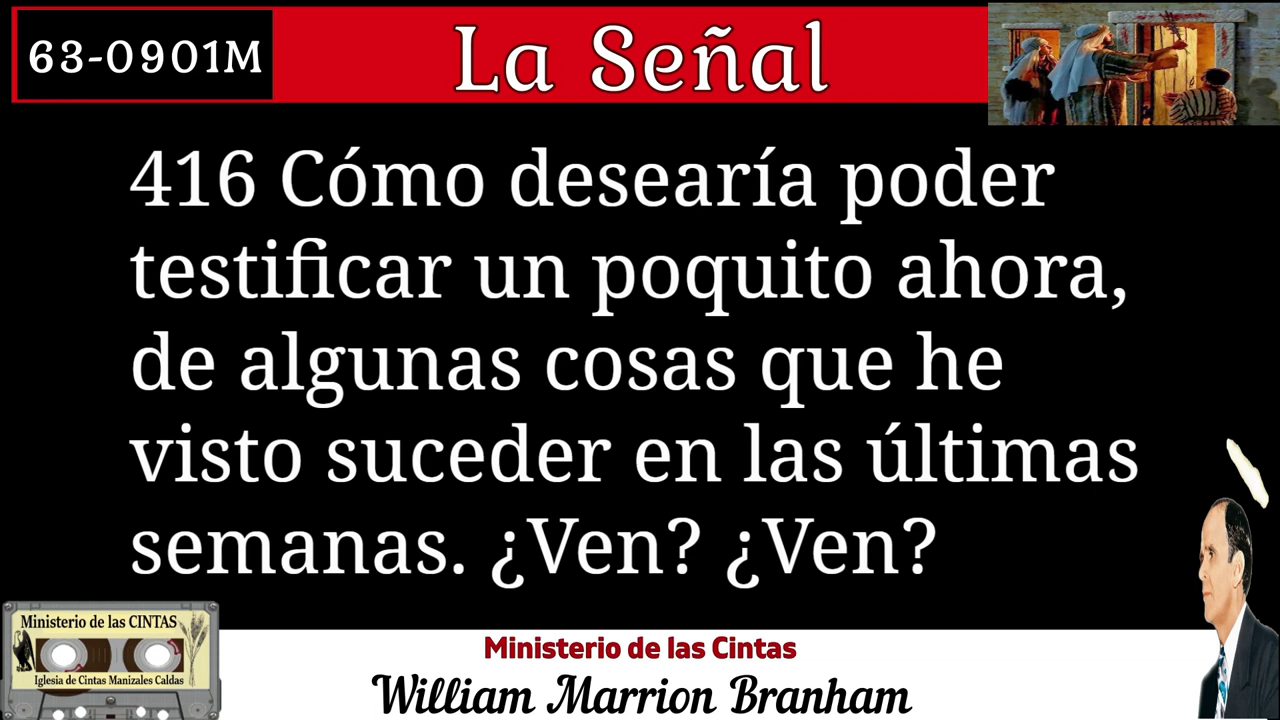 63-0901M
La Señal
416 Cómo desearía poder
testificar un poquito ahora,
de algunas cosas que he
visto suceder en las últimas
semanas. ¿Ven? ¿Ven?
Ministerio de las CINTAS
Iglesia de Cintas Manizales Caldas
Ministerio de las Cintas
William Marrion Branham